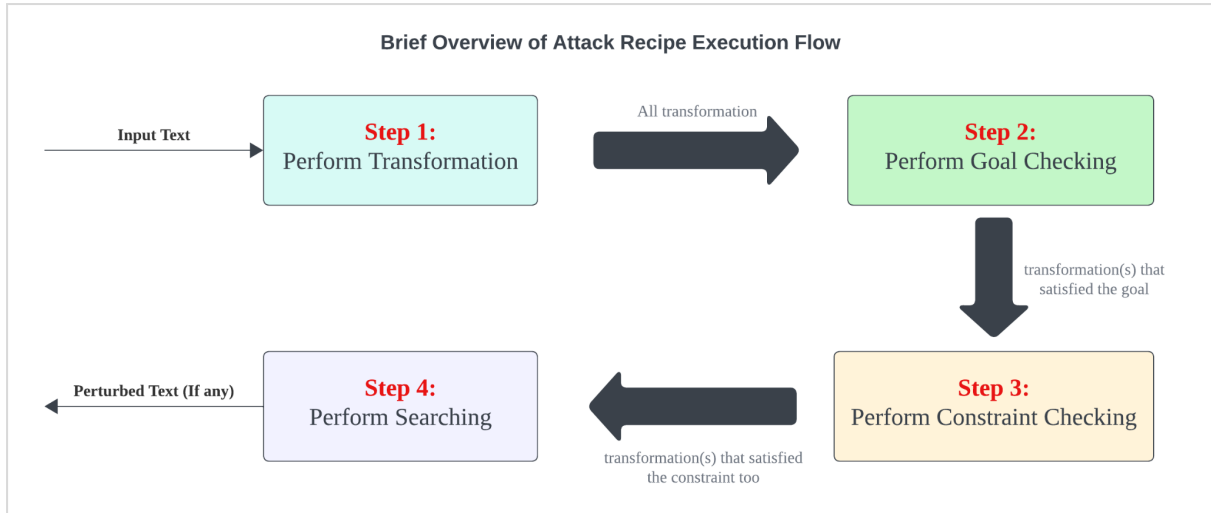 Brief Overview of Attack Recipe Execution Flow
Input Text
Step 1:
Perform Transformation
All transformation
Step 2:
Perform Goal Checking
transformation(s) that
satisfied the goal
Step 3:
Perform Constraint Checking
transformation(s) that satisfied
the constraint too
Step 4:
Perform Searching
Perturbed Text (If any)